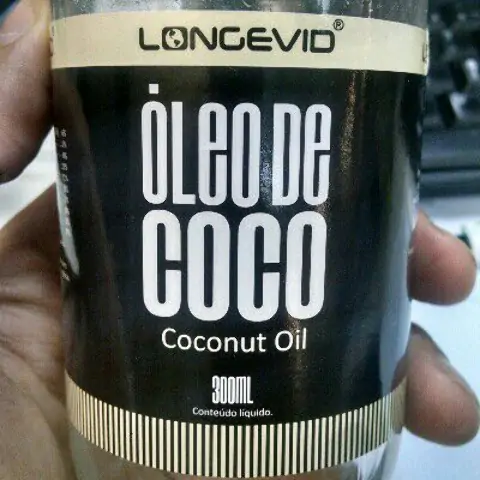 LONGEVID®
ÓLEO DE
COCO
Coconut Oil
300ML
Conteúdo líquido.